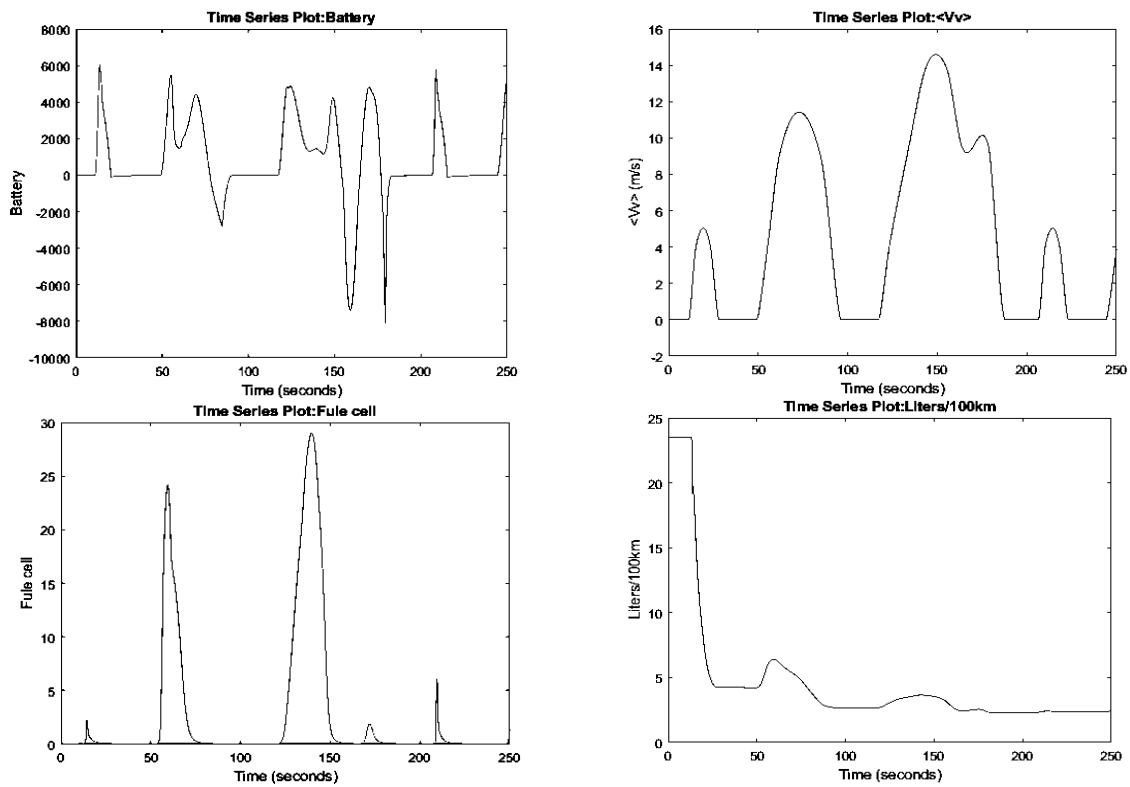 Time Series Plot:Battery
8000
6000
4000
2000
0
-2000
-4000
-6000
-8000
-10000
Battery
0 50 100 150 200 250
Time (seconds)
Time Series Plot:<Vv>
16
14
12
10
8
6
4
2
0
-2
<Vv> (m/s)
0 50 100 150 200 250
Time (seconds)
Time Series Plot:Fule cell
30
25
20
15
10
5
0
Fule cell
0 50 100 150 200 250
Time (seconds)
Time Series Plot:Liters/100km
25
20
15
10
5
0
Liters/100km
0 50 100 150 200 250
Time (seconds)